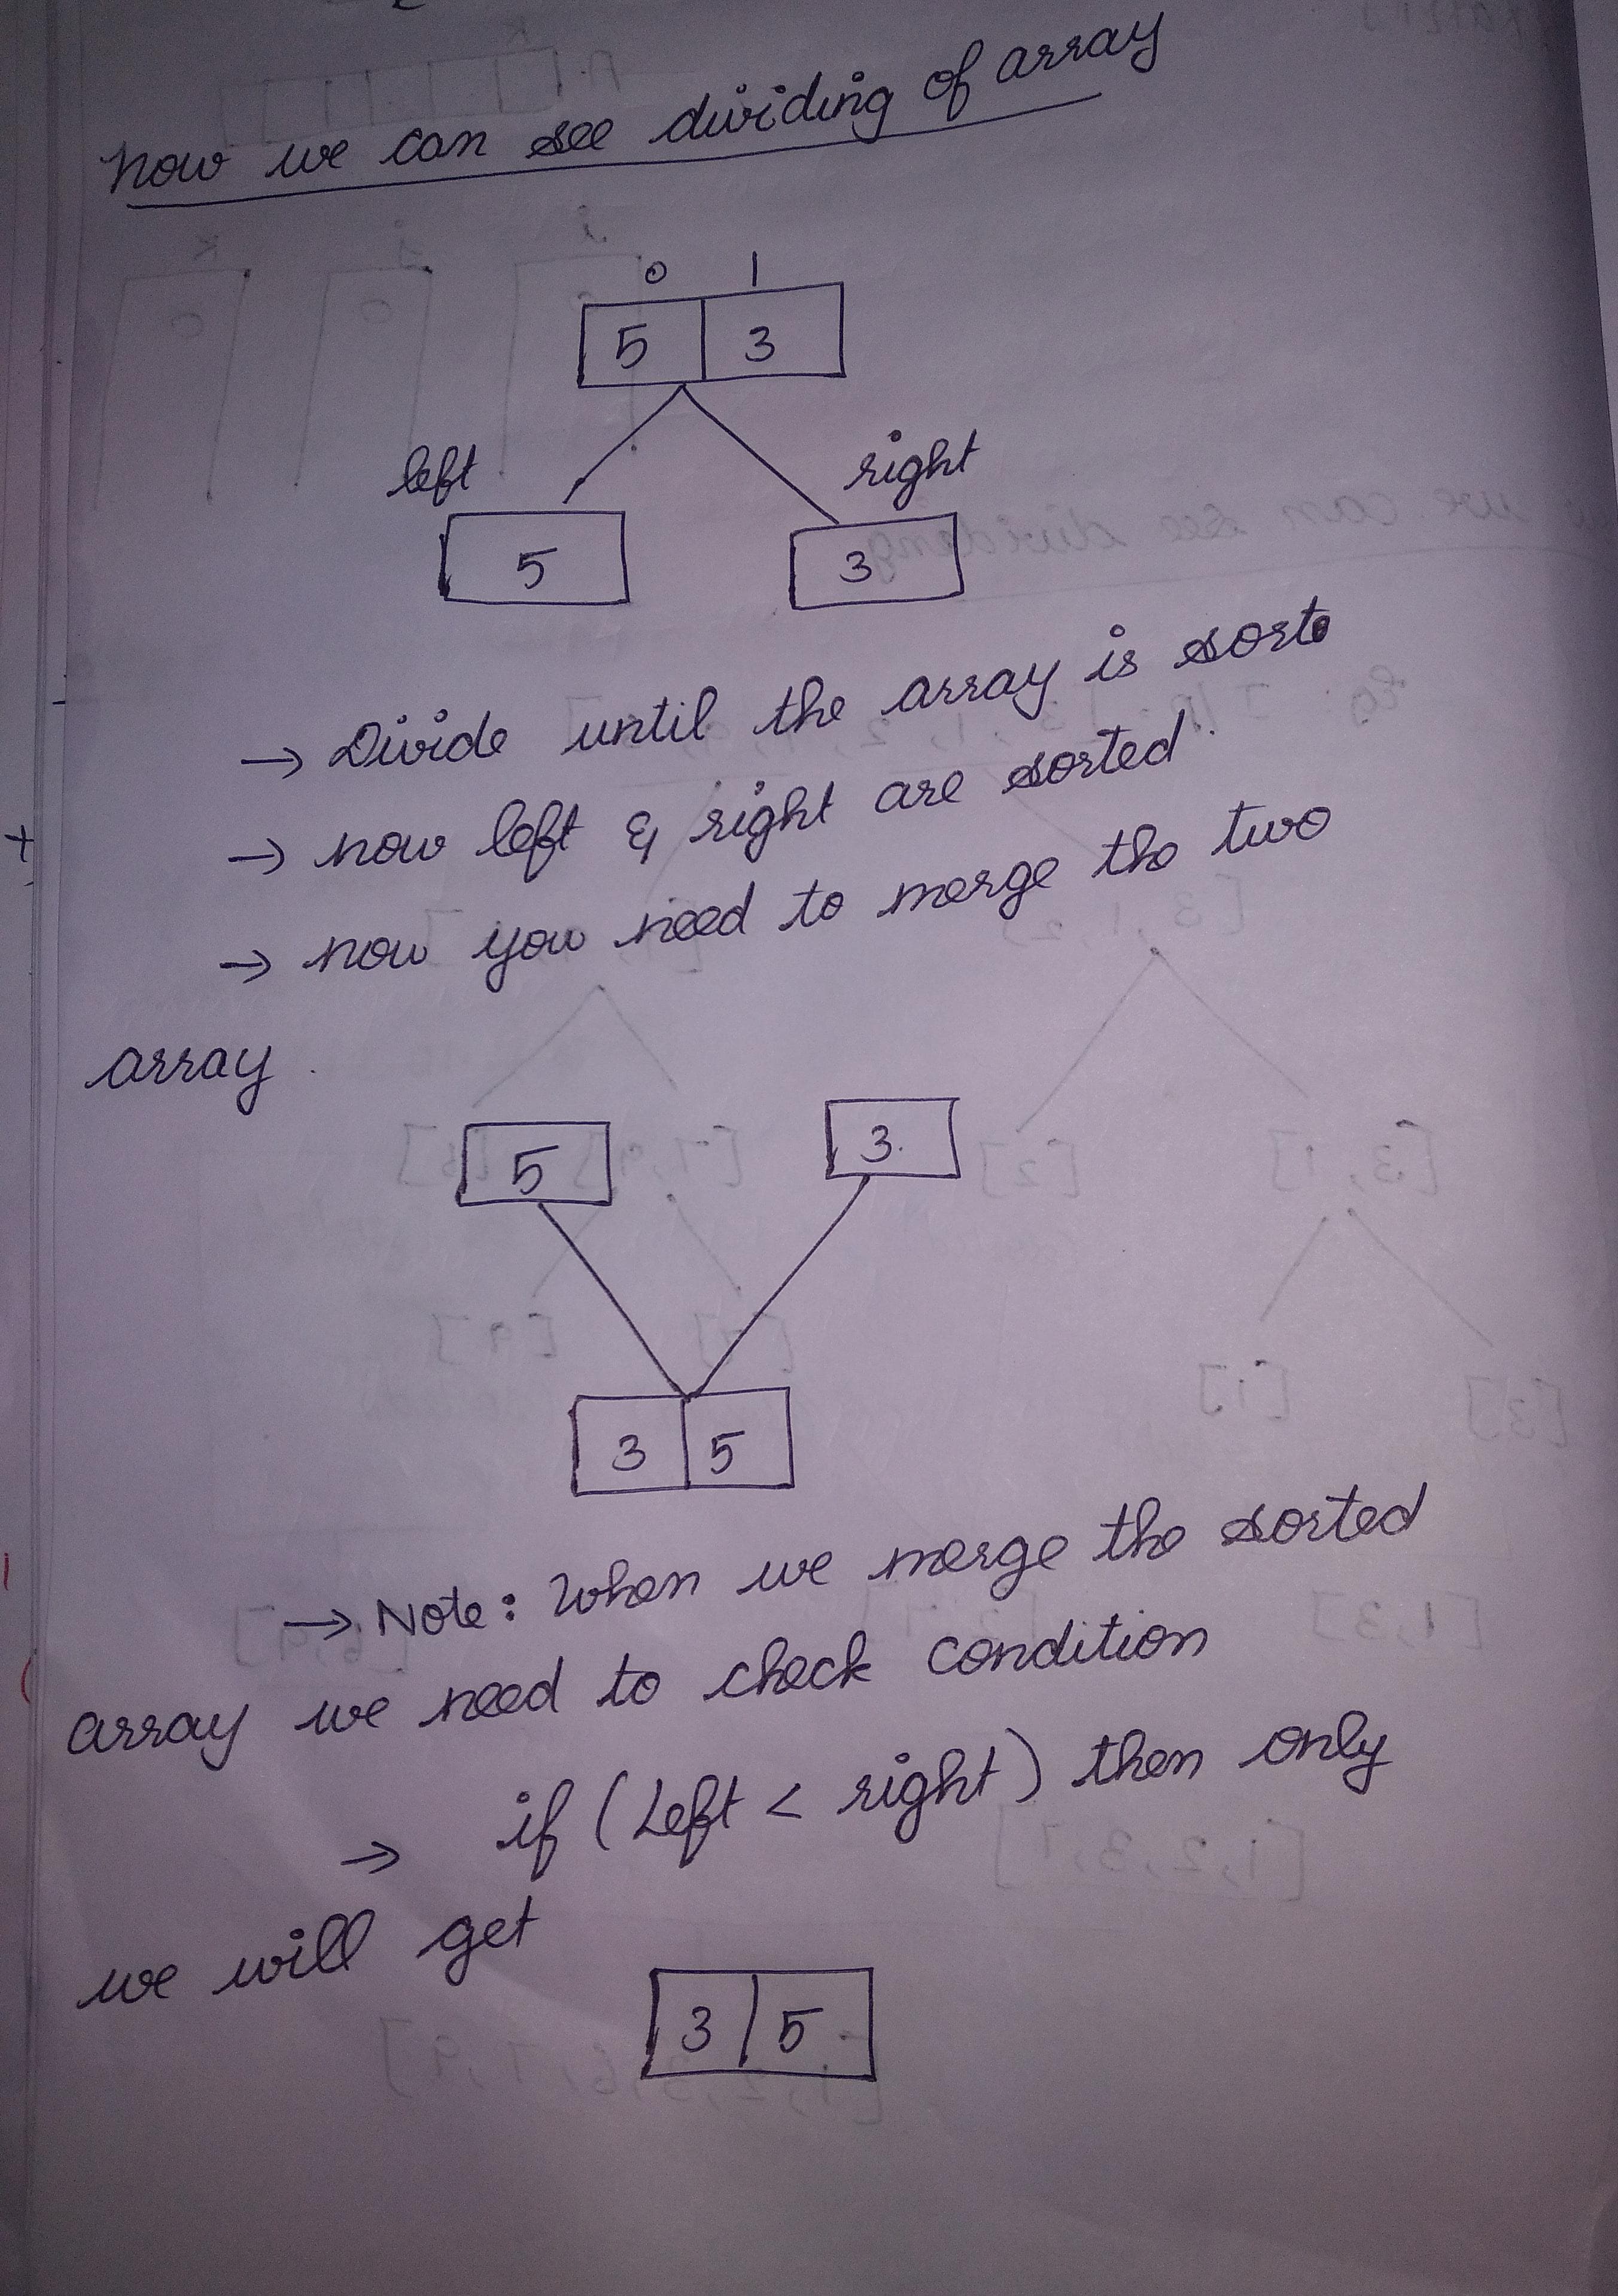 now we can see dividing of array
0 1
5 3
left right
5 3
→ Divide until the array is sort
→ now left & right are sorted.
→ now you need to merge the two
array.
5 3.
3 5
→ Note: When we merge the sorted
array we need to check condition
→ if (Left < right) then only
we will get
3 5